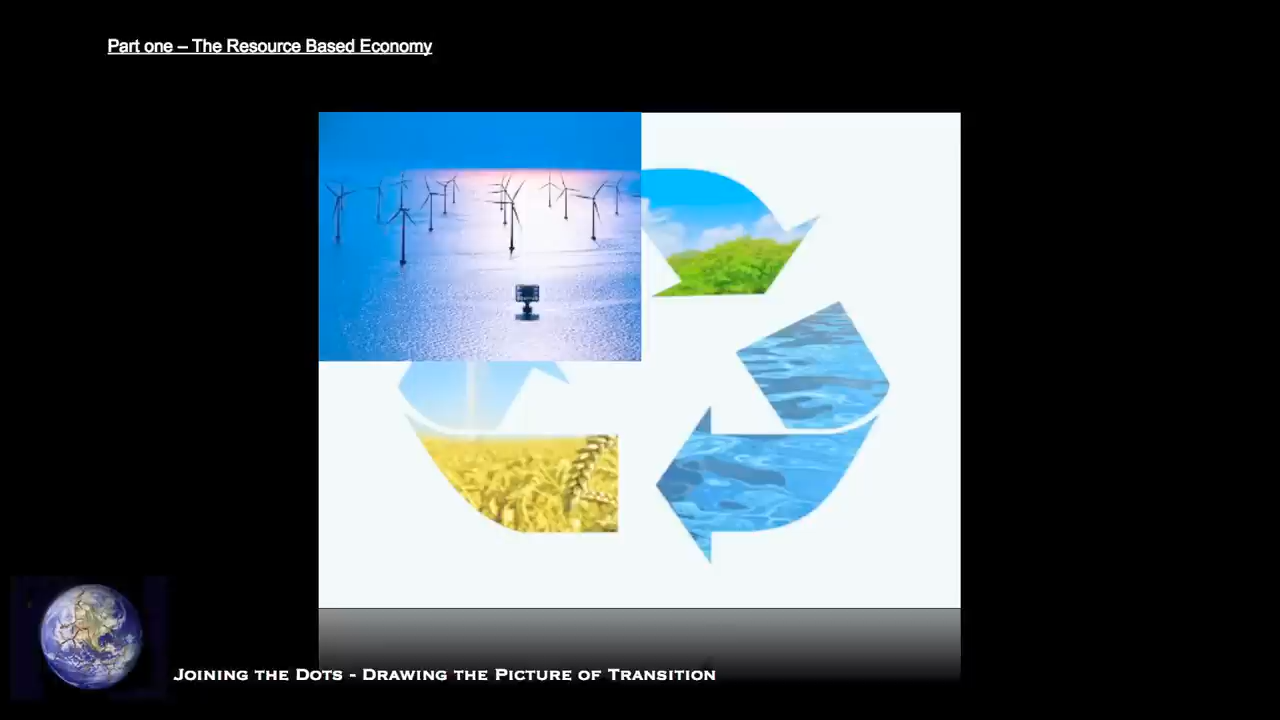 Part one – The Resource Based Economy
Joining the Dots - Drawing the Picture of Transition